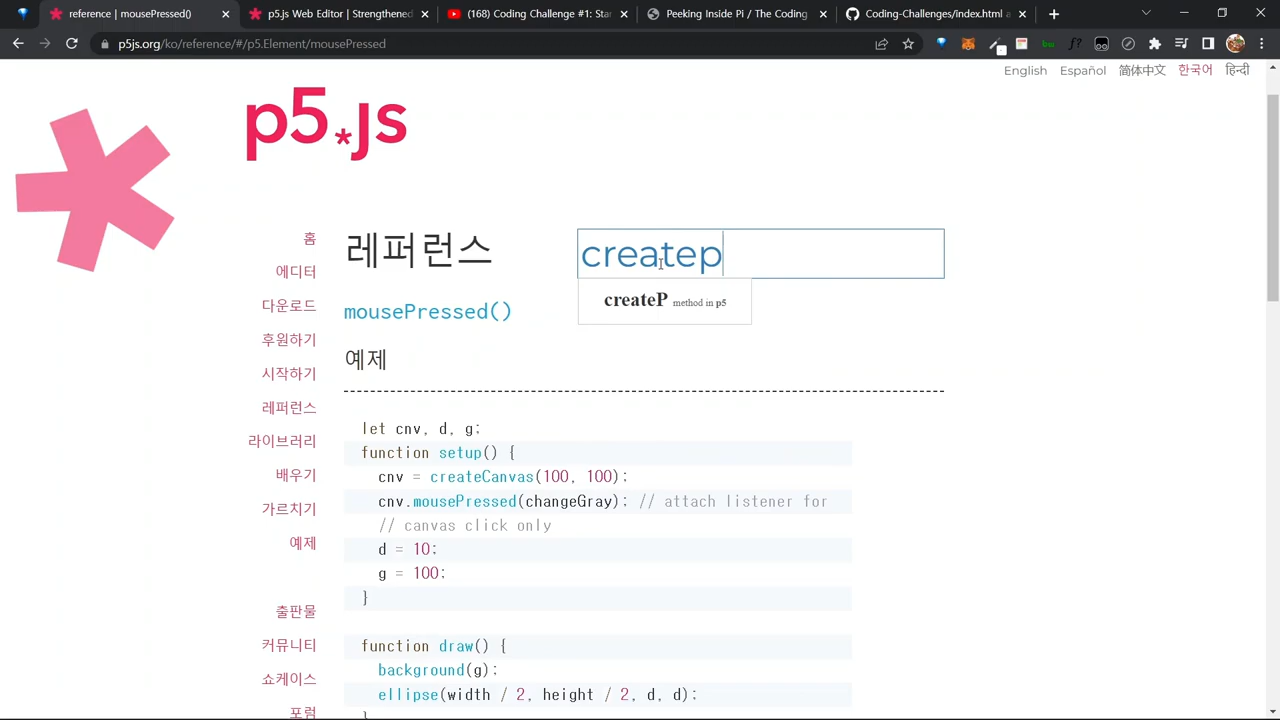 reference | mousePressed()
p5.js Web Editor | Strengthened
(168) Coding Challenge #1: Star
Peeking Inside Pi / The Coding
Coding-Challenges/index.html a
p5js.org/ko/reference/#/p5.Element/mousePressed
English Español 简体中文 한국어 हिन्दी
p5*js
홈
에디터
다운로드
후원하기
시작하기
레퍼런스
라이브러리
배우기
가르치기
예제
출판물
커뮤니티
쇼케이스
포럼
레퍼런스
createp
createP method in p5
mousePressed()
예제
let cnv, d, g;
function setup() {
cnv = createCanvas(100, 100);
cnv.mousePressed(changeGray); // attach listener for
// canvas click only
d = 10;
g = 100;
}
function draw() {
background(g);
ellipse(width / 2, height / 2, d, d);